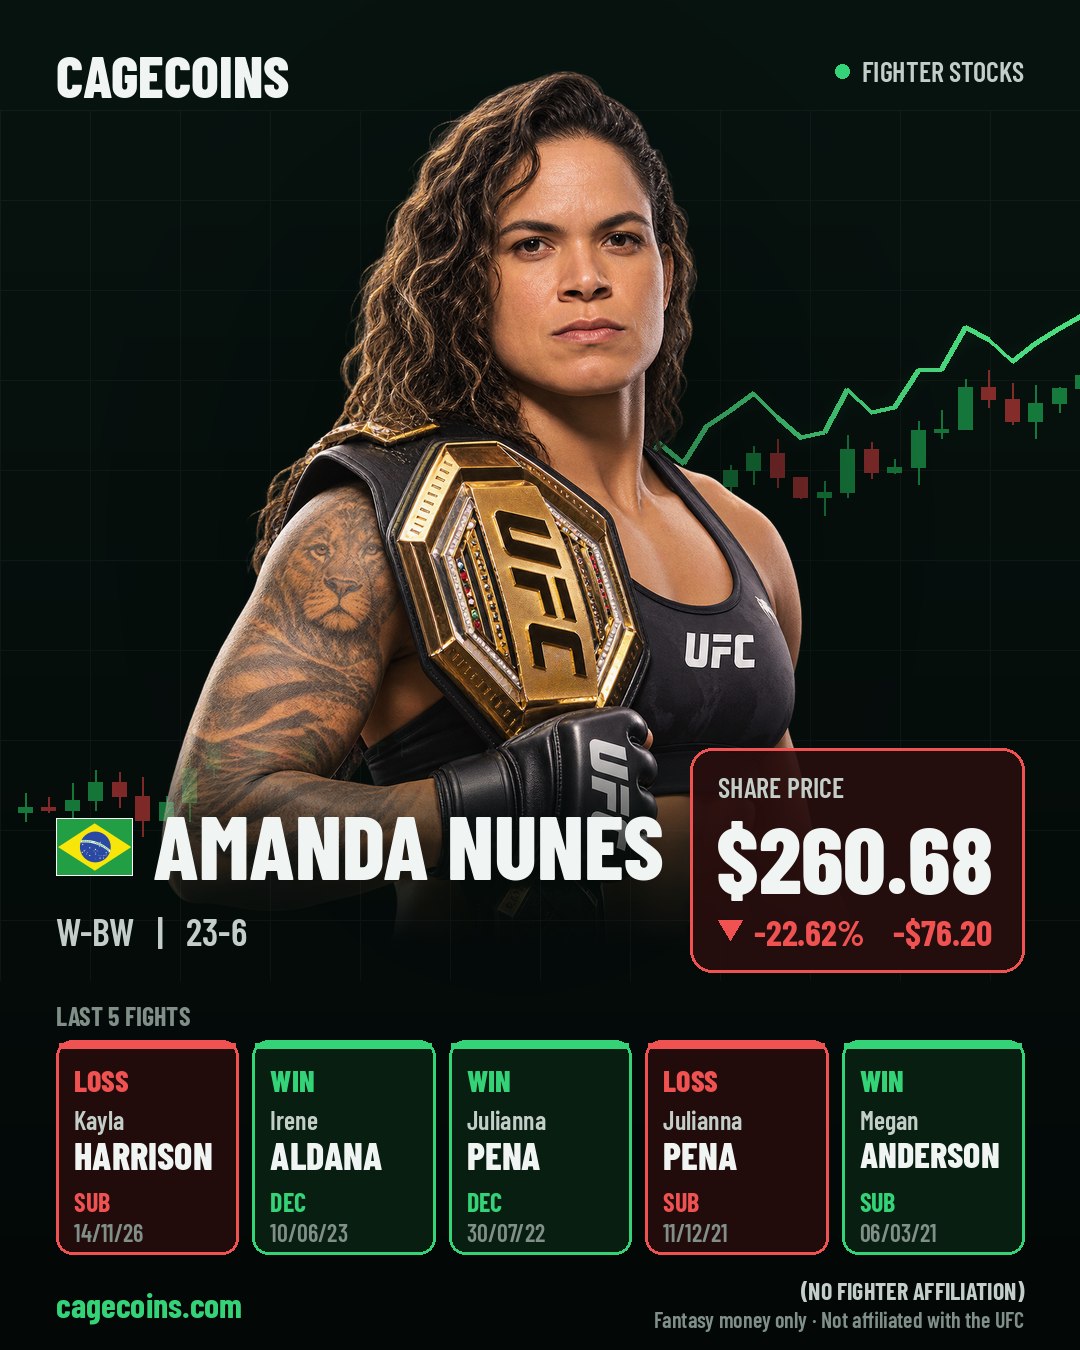 CAGECOINS
FIGHTER STOCKS
UFC
UFC
UFC
SHARE PRICE
$260.68
-22.62% -$76.20
AMANDA NUNES
W-BW | 23-6
LAST 5 FIGHTS
LOSS
Kayla
HARRISON
SUB
14/11/26
WIN
Irene
ALDANA
DEC
10/06/23
WIN
Julianna
PENA
DEC
30/07/22
LOSS
Julianna
PENA
SUB
11/12/21
WIN
Megan
ANDERSON
SUB
06/03/21
cagecoins.com
(NO FIGHTER AFFILIATION)
Fantasy money only · Not affiliated with the UFC